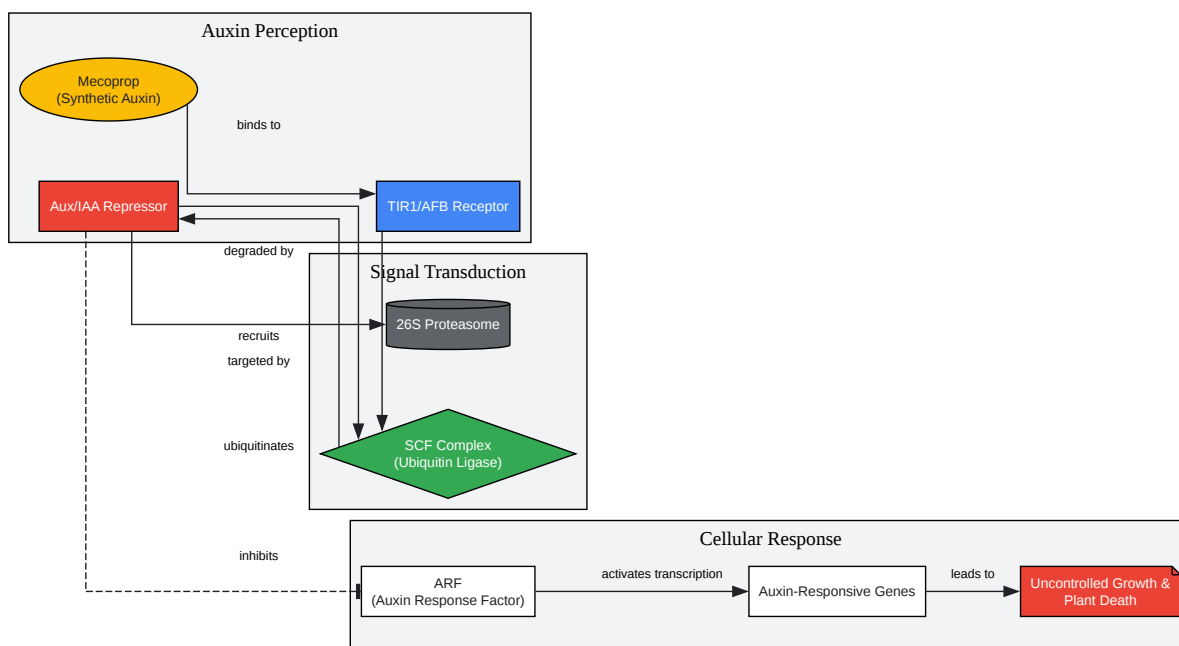 Auxin Perception
Mecoprop
(Synthetic Auxin)
binds to
Aux/IAA Repressor
TIR1/AFB Receptor
degraded by
Signal Transduction
26S Proteasome
recruits
targeted by
ubiquitinates
SCF Complex
(Ubiquitin Ligase)
Cellular Response
inhibits
ARF
(Auxin Response Factor)
activates transcription
Auxin-Responsive Genes
leads to
Uncontrolled Growth &
Plant Death